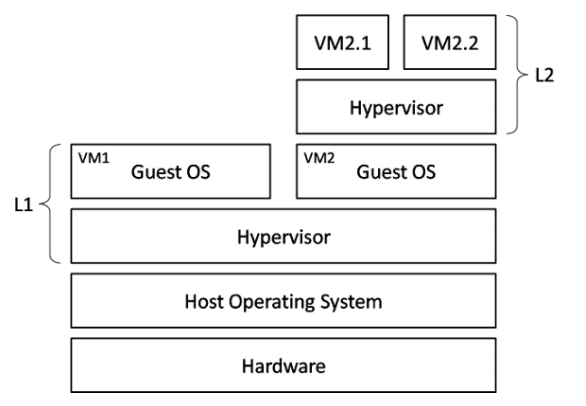 VM2.1
VM2.2
L2
Hypervisor
VM1
Guest OS
VM2
Guest OS
L1
Hypervisor
Host Operating System
Hardware